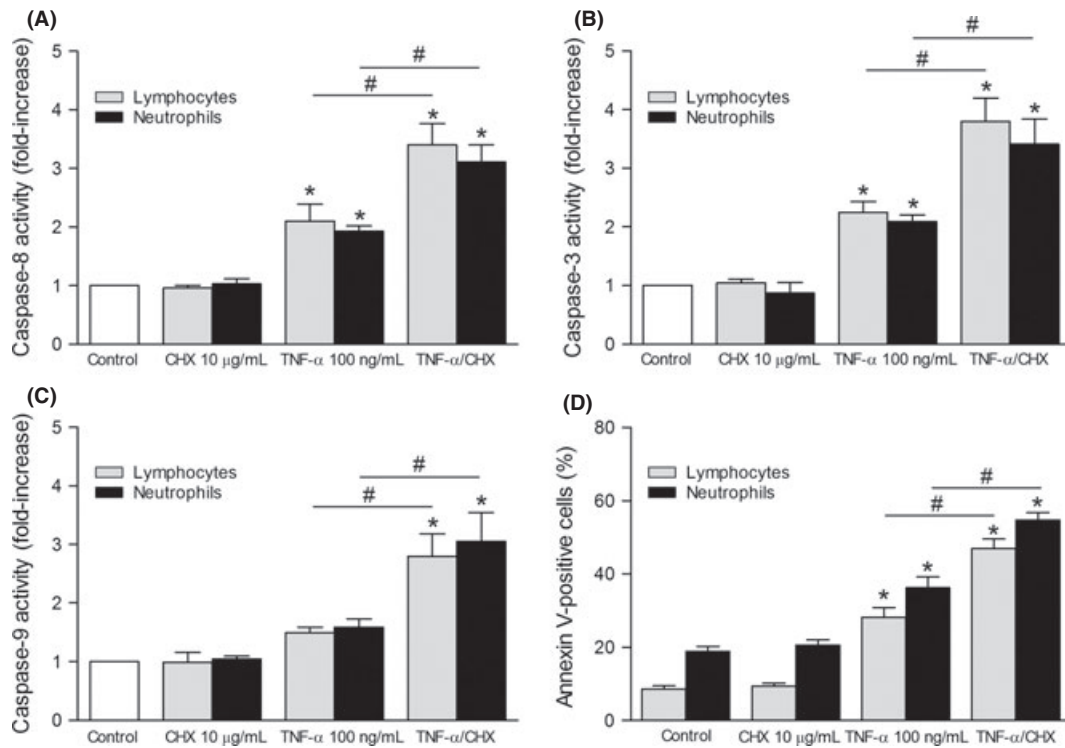 (A)
Caspase-8 activity (fold-increase)
5
4
3
2
1
0
Lymphocytes
Neutrophils
#
#
*
*
*
*
Control CHX 10 μg/mL TNF-α 100 ng/mL TNF-α/CHX
(B)
Caspase-3 activity (fold-increase)
5
4
3
2
1
0
Lymphocytes
Neutrophils
#
#
*
*
*
*
Control CHX 10 μg/mL TNF-α 100 ng/mL TNF-α/CHX
(C)
Caspase-9 activity (fold-increase)
5
4
3
2
1
0
Lymphocytes
Neutrophils
#
#
*
*
Control CHX 10 μg/mL TNF-α 100 ng/mL TNF-α/CHX
(D)
Annexin V-positive cells (%)
80
60
40
20
0
Lymphocytes
Neutrophils
#
#
*
*
*
*
Control CHX 10 μg/mL TNF-α 100 ng/mL TNF-α/CHX